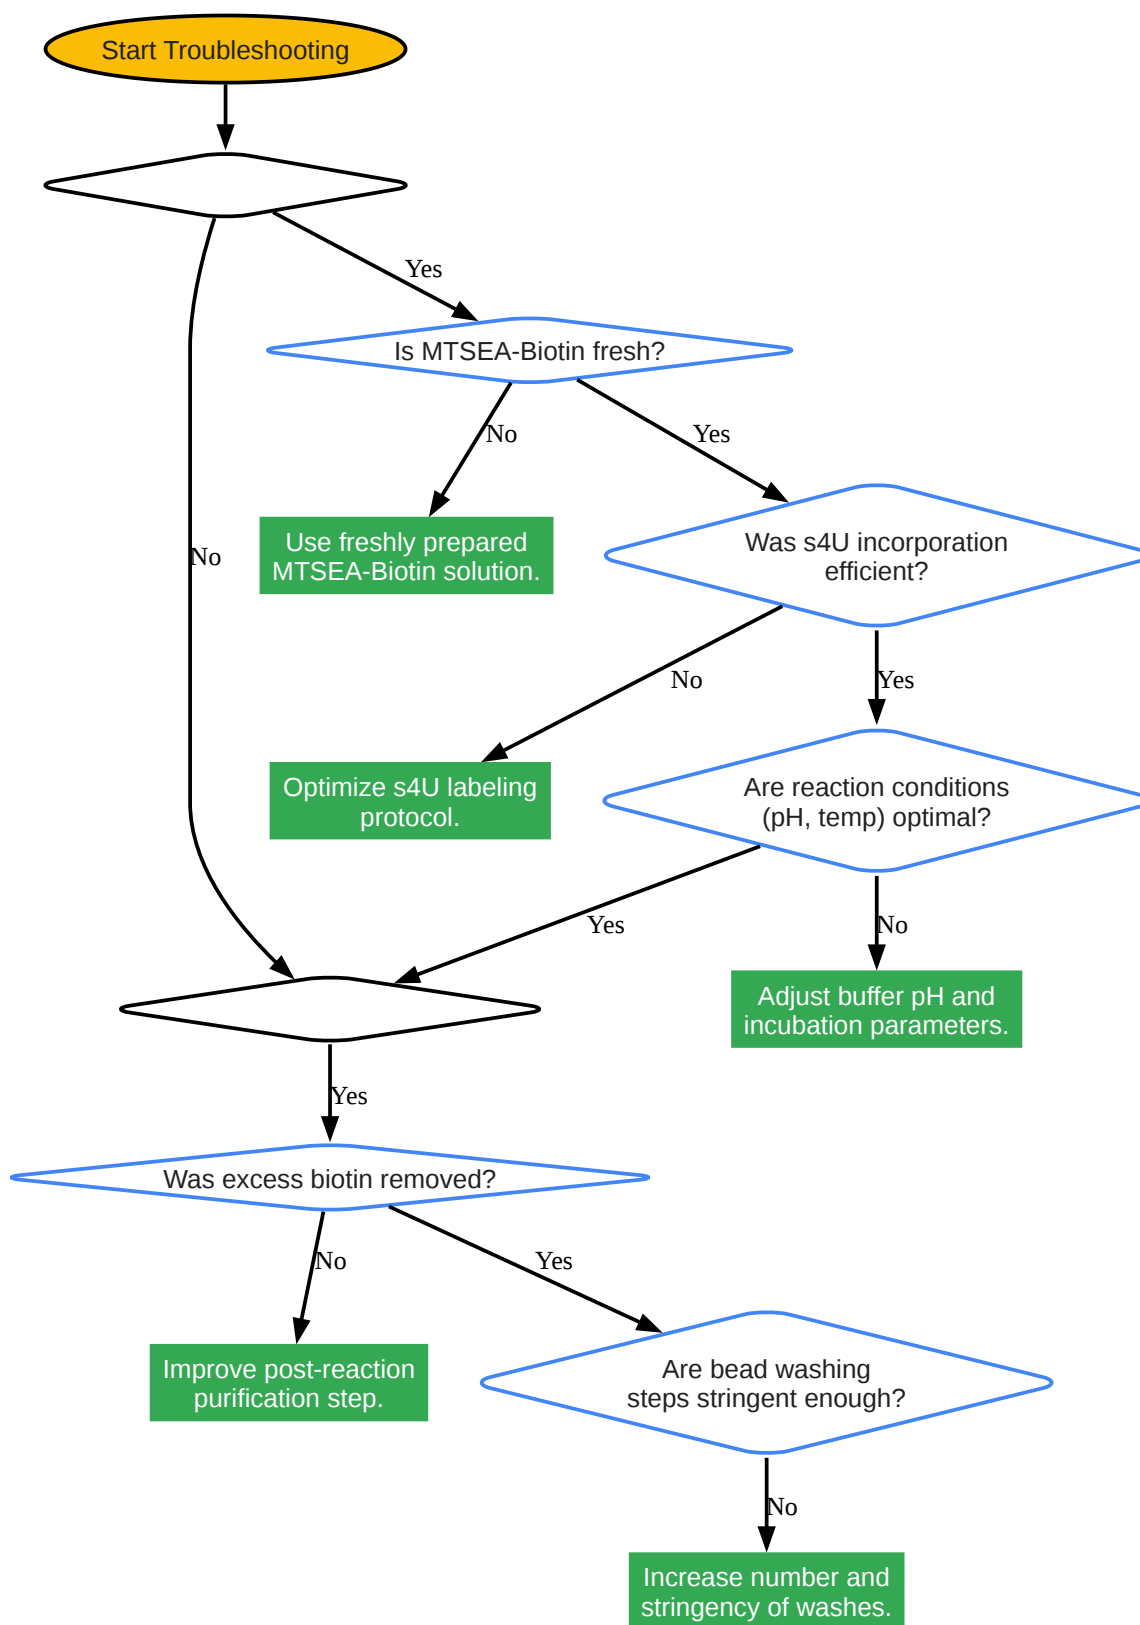 Start Troubleshooting
Yes
Is MTSEA-Biotin fresh?
No
Yes
Use freshly prepared
MTSEA-Biotin solution.
Was s4U incorporation
efficient?
No
No
Yes
Optimize s4U labeling
protocol.
Are reaction conditions
(pH, temp) optimal?
Yes
No
Adjust buffer pH and
incubation parameters.
Yes
Was excess biotin removed?
No
Yes
Improve post-reaction
purification step.
Are bead washing
steps stringent enough?
No
Increase number and
stringency of washes.